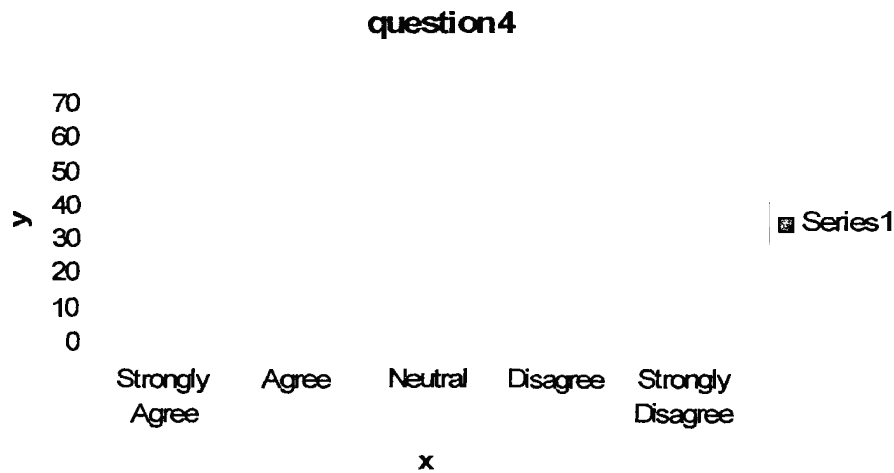 question4
70
60
50
40
30
20
10
0
y
Series1
Strongly Agree
Agree
Neutral
Disagree
Strongly Disagree
x